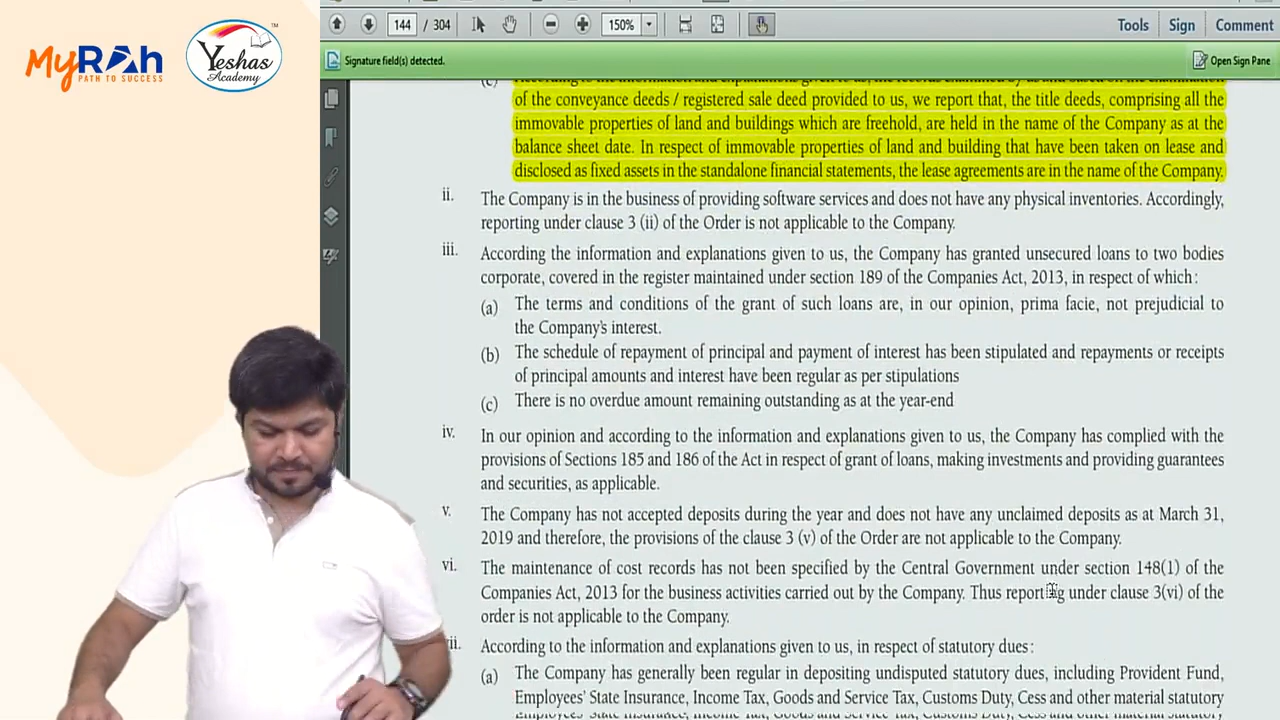 MyRAh
PATH TO SUCCESS
Yeshas
Academy
TM
144 / 304
150%
Tools
Sign
Comment
Signature field(s) detected.
Open Sign Pane
of the conveyance deeds / registered sale deed provided to us, we report that, the title deeds, comprising all the
immovable properties of land and buildings which are freehold, are held in the name of the Company as at the
balance sheet date. In respect of immovable properties of land and building that have been taken on lease and
disclosed as fixed assets in the standalone financial statements, the lease agreements are in the name of the Company.
ii. The Company is in the business of providing software services and does not have any physical inventories. Accordingly,
reporting under clause 3 (ii) of the Order is not applicable to the Company.
iii. According the information and explanations given to us, the Company has granted unsecured loans to two bodies
corporate, covered in the register maintained under section 189 of the Companies Act, 2013, in respect of which:
(a) The terms and conditions of the grant of such loans are, in our opinion, prima facie, not prejudicial to
the Company's interest.
(b) The schedule of repayment of principal and payment of interest has been stipulated and repayments or receipts
of principal amounts and interest have been regular as per stipulations
(c) There is no overdue amount remaining outstanding as at the year-end
iv. In our opinion and according to the information and explanations given to us, the Company has complied with the
provisions of Sections 185 and 186 of the Act in respect of grant of loans, making investments and providing guarantees
and securities, as applicable.
v. The Company has not accepted deposits during the year and does not have any unclaimed deposits as at March 31,
2019 and therefore, the provisions of the clause 3 (v) of the Order are not applicable to the Company.
vi. The maintenance of cost records has not been specified by the Central Government under section 148(1) of the
Companies Act, 2013 for the business activities carried out by the Company. Thus reporting under clause 3(vi) of the
order is not applicable to the Company.
ii. According to the information and explanations given to us, in respect of statutory dues:
(a) The Company has generally been regular in depositing undisputed statutory dues, including Provident Fund,
Employees' State Insurance, Income Tax, Goods and Service Tax, Customs Duty, Cess and other material statutory